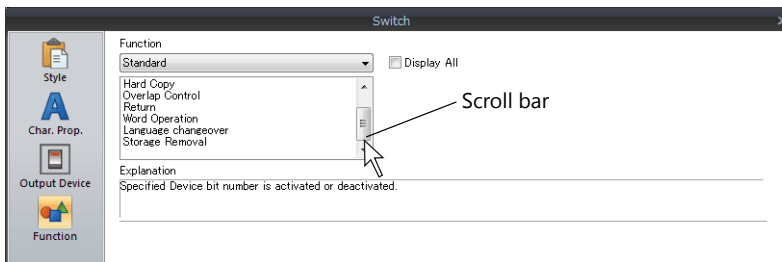 Switch
Style
Char. Prop.
Output Device
Function
Function
Standard
Display All
Hard Copy
Overlap Control
Return
Word Operation
Language changeover
Storage Removal
Scroll bar
Explanation
Specified Device bit number is activated or deactivated.